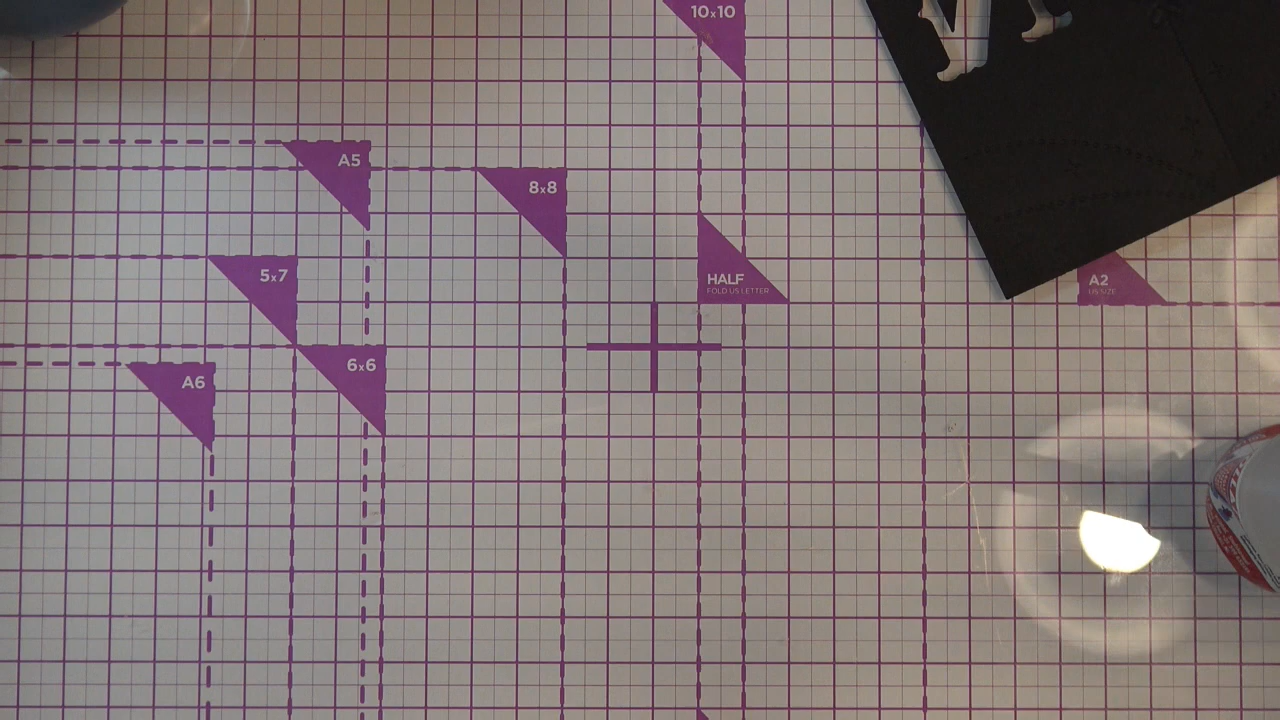 10x10
A5
8x8
5x7
HALF
FOLD US LETTER
A2
US SIZE
6x6
A6